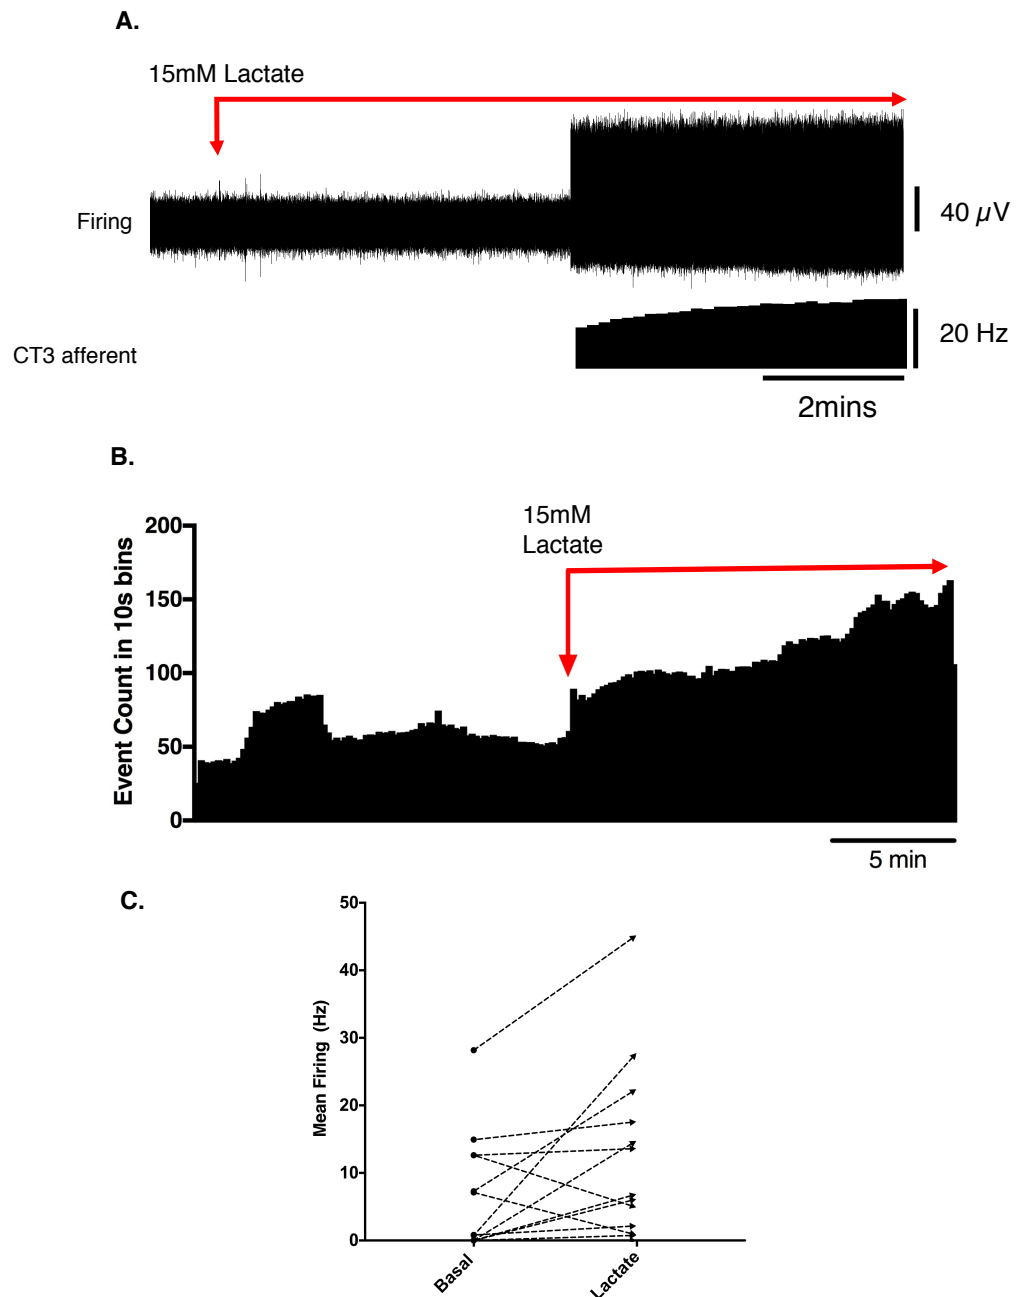 A.
15mM Lactate
Firing
40 µV
20 Hz
CT3 afferent
2mins
B.
15mM
Lactate
200
150
100
50
0
Event Count in 10s bins
5 min
C.
50
40
30
20
10
0
Mean Firing (Hz)
Basal
Lactate